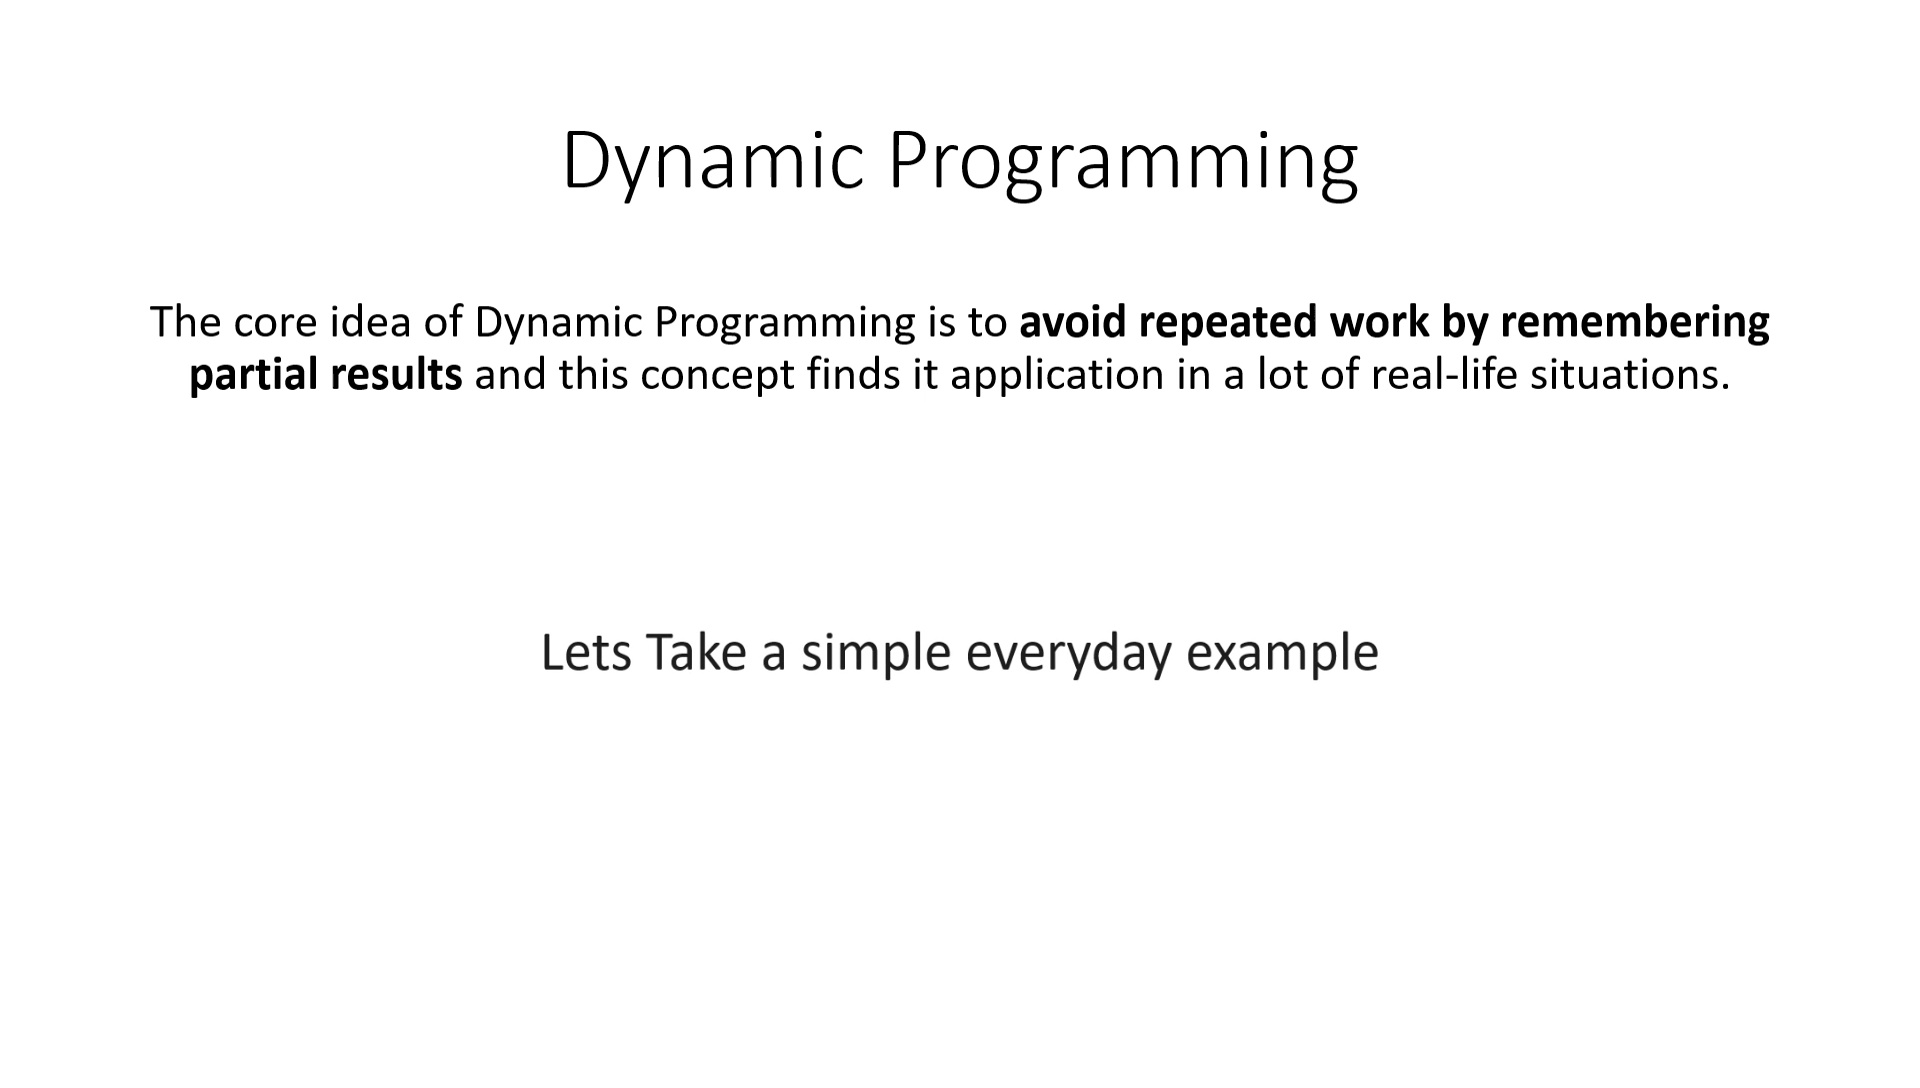 Dynamic Programming
The core idea of Dynamic Programming is to avoid repeated work by remembering
partial results and this concept finds it application in a lot of real-life situations.
Lets Take a simple everyday example